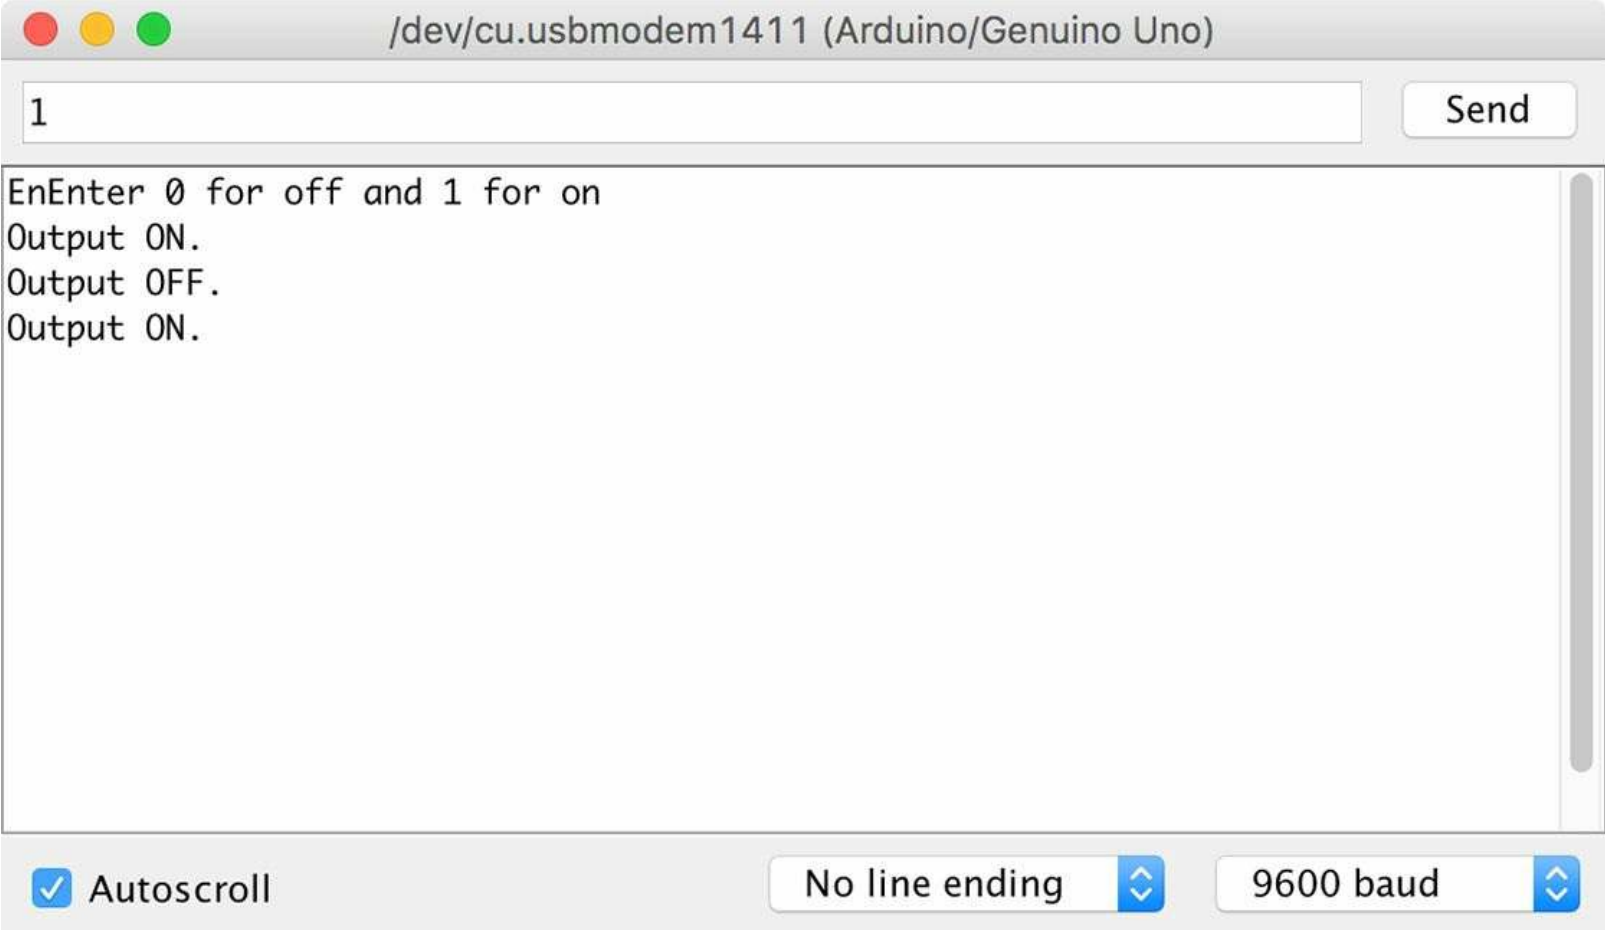 /dev/cu.usbmodem1411 (Arduino/Genuino Uno)
1
Send
EnEnter 0 for off and 1 for on
Output ON.
Output OFF.
Output ON.
Autoscroll
No line ending
9600 baud